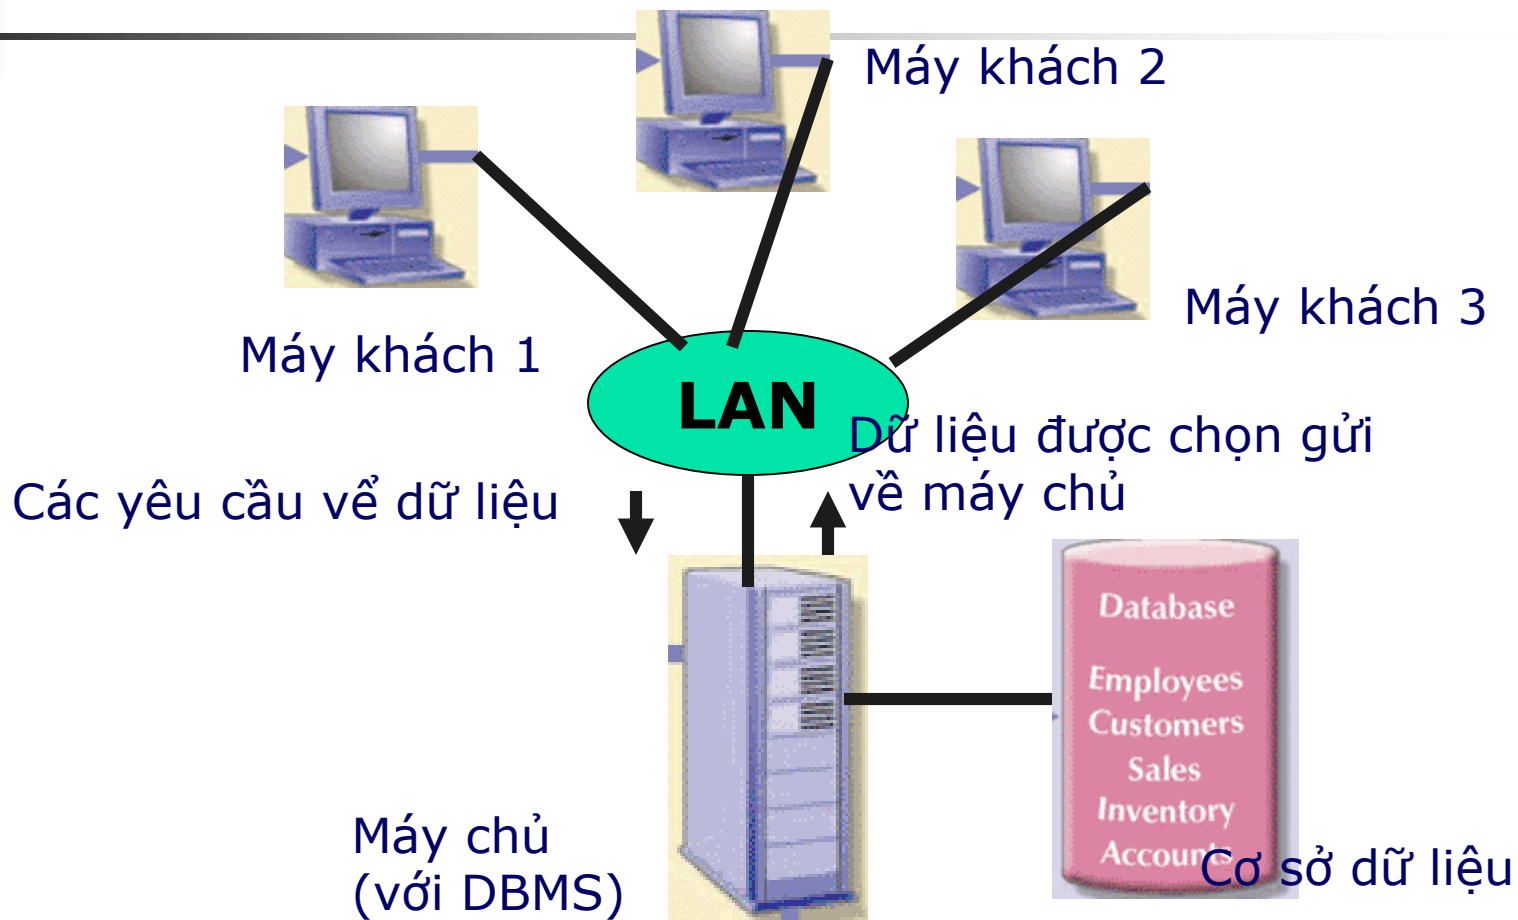 Máy khách 2
Máy khách 3
Máy khách 1
LAN
Dữ liệu được chọn gửi
về máy chủ
Các yêu cầu vể dữ liệu
Database
Employees
Customers
Sales
Inventory
Accounts
Máy chủ
(với DBMS)
Cơ sở dữ liệu